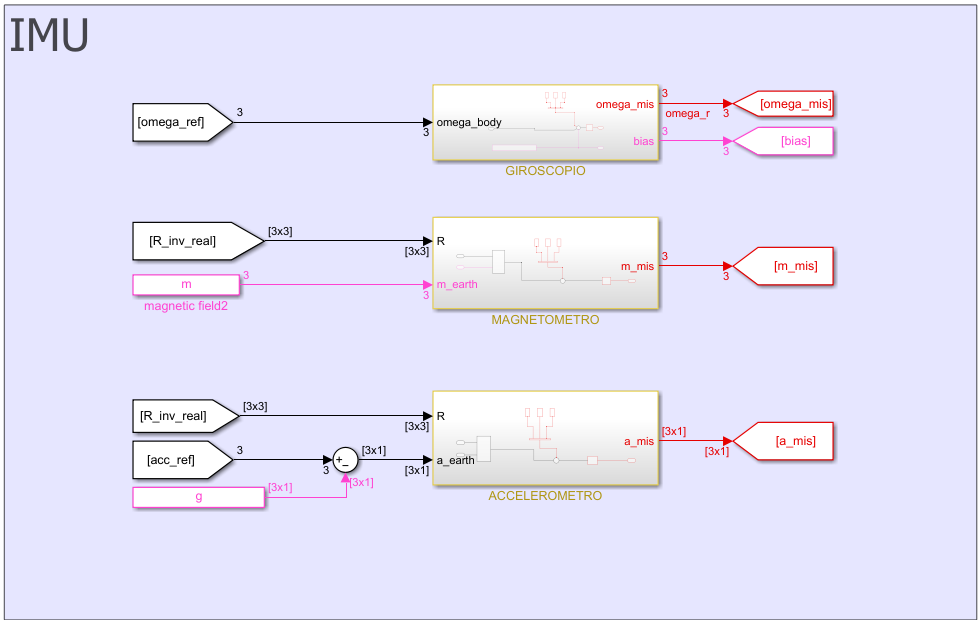 IMU
[omega_ref]
3
3
omega_body
omega_mis
bias
3
omega_r
3
[omega_mis]
3
3
[bias]
GIROSCOPIO
[R_inv_real]
[3x3]
[3x3]
R
m
3
3
m_earth
magnetic field2
m_mis
3
3
[m_mis]
MAGNETOMETRO
[R_inv_real]
[3x3]
[3x3]
R
[acc_ref]
3
3
+
-
[3x1]
[3x1]
a_earth
g
[3x1]
[3x1]
a_mis
[3x1]
[3x1]
[a_mis]
ACCELEROMETRO